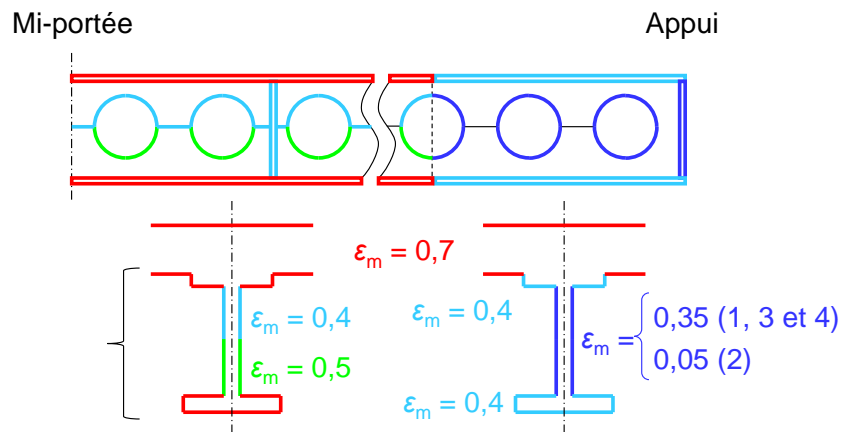 Mi-portée
Appui
εm = 0,7
εm = 0,4
εm = 0,5
εm = 0,4
εm = 0,35 (1, 3 et 4)
0,05 (2)
εm = 0,4